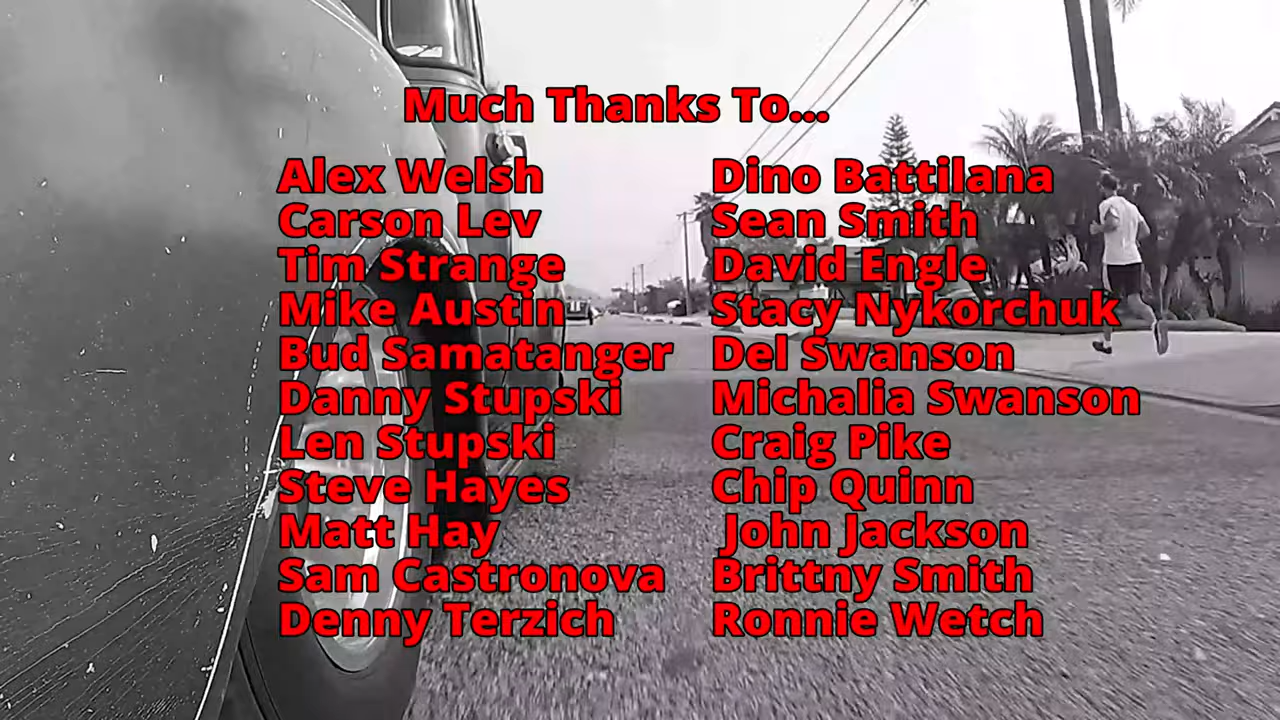 Much Thanks To...
Alex Welsh
Carson Lev
Tim Strange
Mike Austin
Bud Samatanger
Danny Stupski
Len Stupski
Steve Hayes
Matt Hay
Sam Castronova
Denny Terzich
Dino Battilana
Sean Smith
David Engle
Stacy Nykorchuk
Del Swanson
Michalia Swanson
Craig Pike
Chip Quinn
John Jackson
Brittny Smith
Ronnie Wetch